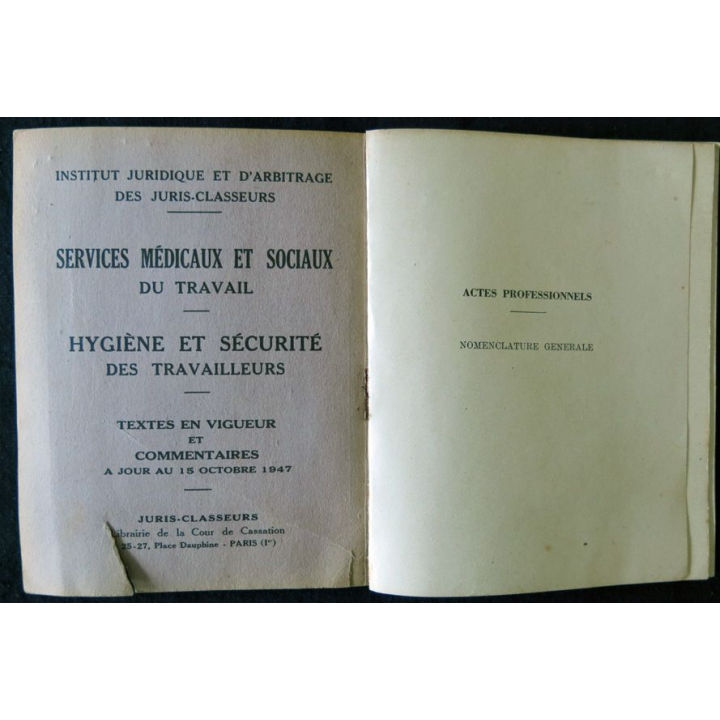 INSTITUT JURIDIQUE ET D'ARBITRAGE
DES JURIS-CLASSEURS
SERVICES MÉDICAUX ET SOCIAUX
DU TRAVAIL
HYGIÈNE ET SÉCURITÉ
DES TRAVAILLEURS
TEXTES EN VIGUEUR
ET
COMMENTAIRES
A JOUR AU 15 OCTOBRE 1947
JURIS-CLASSEURS
Librairie de la Cour de Cassation
25-27, Place Dauphine - PARIS (Iᵉʳ)
ACTES PROFESSIONNELS
NOMENCLATURE GENERALE